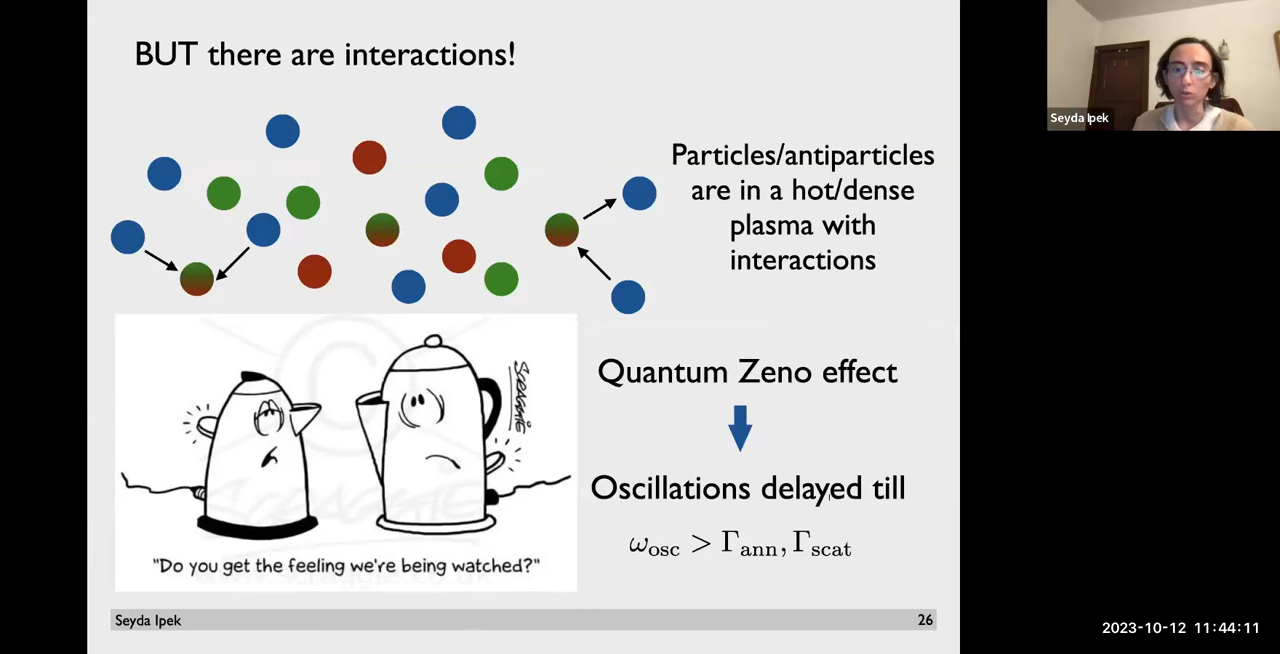 BUT there are interactions!
Particles/antiparticles
are in a hot/dense
plasma with
interactions
Quantum Zeno effect
Oscillations delayed till
ω_osc > Γ_ann, Γ_scat
"Do you get the feeling we're being watched?"
Seyda Ipek
26
Seyda Ipek
2023-10-12 11:44:11